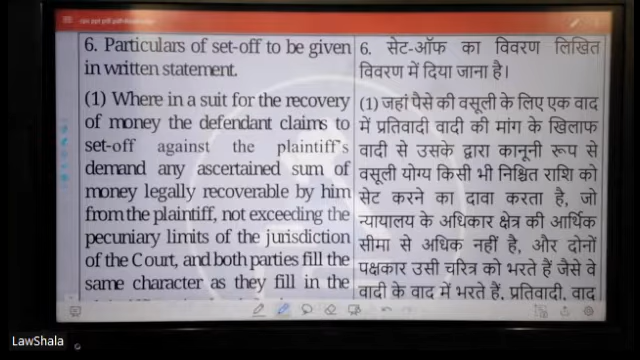 6. Particulars of set-off to be given
in written statement.
(1) Where in a suit for the recovery
of money the defendant claims to
set-off against the plaintiff's
demand any ascertained sum of
money legally recoverable by him
from the plaintiff, not exceeding the
pecuniary limits of the jurisdiction
of the Court, and both parties fill the
same character as they fill in the
6. सेट-ऑफ का विवरण लिखित
विवरण में दिया जाना है।
(1) जहां पैसे की वसूली के लिए एक वाद
में प्रतिवादी वादी की मांग के खिलाफ
वादी से उसके द्वारा कानूनी रूप से
वसूली योग्य किसी भी निश्चित राशि को
सेट करने का दावा करता है, जो
न्यायालय के अधिकार क्षेत्र की आर्थिक
सीमा से अधिक नहीं है, और दोनों
पक्षकार उसी चरित्र को भरते हैं जैसे वे
वादी के वाद में भरते हैं, प्रतिवादी, वाद
LawShala